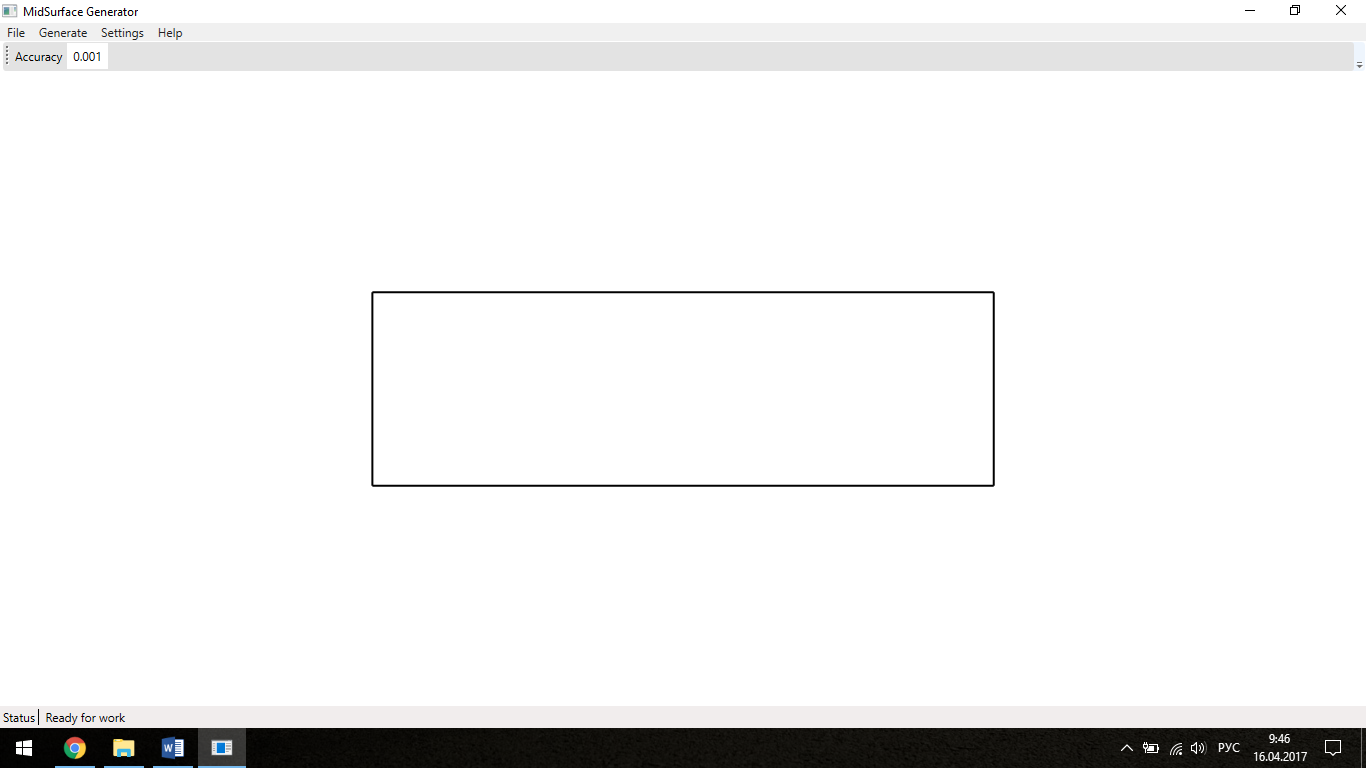 MidSurface Generator
File Generate Settings Help
Accuracy 0.001
Status Ready for work
РУС
9:46
16.04.2017